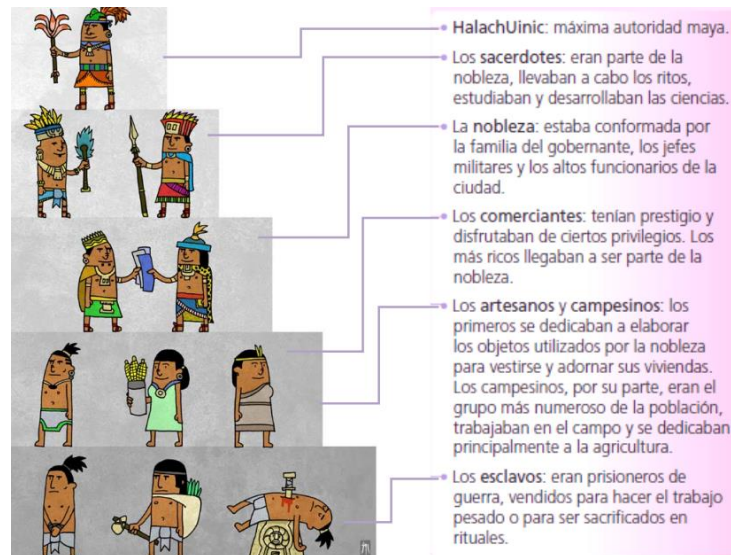 HalachUinic: máxima autoridad maya.
Los sacerdotes: eran parte de la
nobleza, llevaban a cabo los ritos,
estudiaban y desarrollaban las ciencias.
La nobleza: estaba conformada por
la familia del gobernante, los jefes
militares y los altos funcionarios de la
ciudad.
Los comerciantes: tenían prestigio y
disfrutaban de ciertos privilegios. Los
más ricos llegaban a ser parte de la
nobleza.
Los artesanos y campesinos: los
primeros se dedicaban a elaborar
los objetos utilizados por la nobleza
para vestirse y adornar sus viviendas.
Los campesinos, por su parte, eran el
grupo más numeroso de la población,
trabajaban en el campo y se dedicaban
principalmente a la agricultura.
Los esclavos: eran prisioneros de
guerra, vendidos para hacer el trabajo
pesado o para ser sacrificados en
rituales.